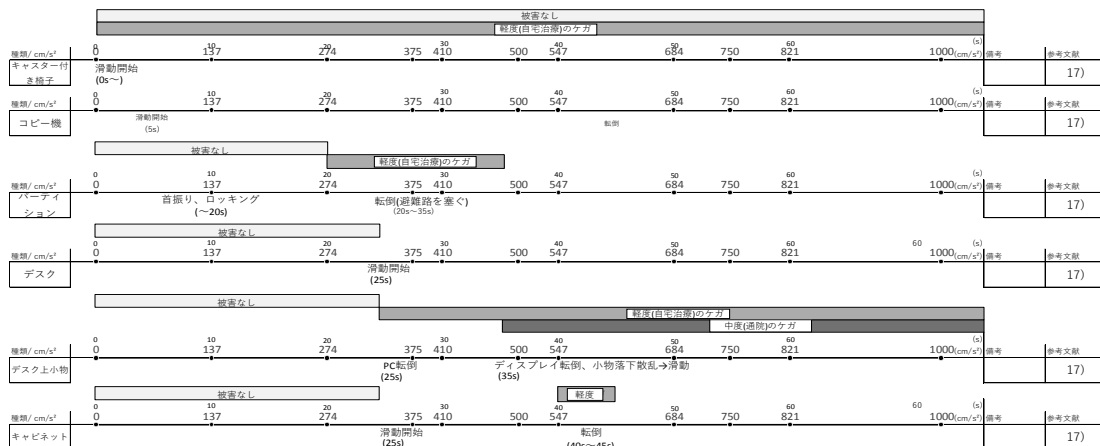 被害なし
軽度(自宅治療)のケガ
0 10 20 30 40 50 60 (s)
種類/ cm/s² 0 137 274 375 410 500 547 684 750 821 1000(cm/s²) 備考 参考文献
キャスター付き椅子 17)
滑動開始
(0s～)
0 10 20 30 40 50 60 (s)
種類/ cm/s² 0 137 274 375 410 500 547 684 750 821 1000(cm/s²) 備考 参考文献
コピー機 滑動開始 転倒 17)
(5s)
被害なし
軽度(自宅治療)のケガ
0 10 20 30 40 50 60 (s)
種類/ cm/s² 0 137 274 375 410 500 547 684 750 821 1000(cm/s²) 備考 参考文献
パーティション 首振り、ロッキング 転倒(避難路を塞ぐ) 17)
(～20s) (20s～35s)
被害なし
0 10 20 30 40 50 60 60 (s)
種類/ cm/s² 0 137 274 375 410 500 547 684 750 821 1000(cm/s²) 備考 参考文献
デスク 滑動開始 17)
(25s)
被害なし
軽度(自宅治療)のケガ
中度(通院)のケガ
0 10 20 30 40 50 60 (s)
種類/ cm/s² 0 137 274 375 410 500 547 684 750 821 1000(cm/s²) 備考 参考文献
デスク上小物 PC転倒 ディスプレイ転倒、小物落下散乱→滑動 17)
(25s) (35s)
被害なし 軽度
0 10 20 30 40 50 60 60 (s)
種類/ cm/s² 0 137 274 375 410 500 547 684 750 821 1000(cm/s²) 備考 参考文献
キャビネット 滑動開始 転倒 17)
(25s) (40s～45s)